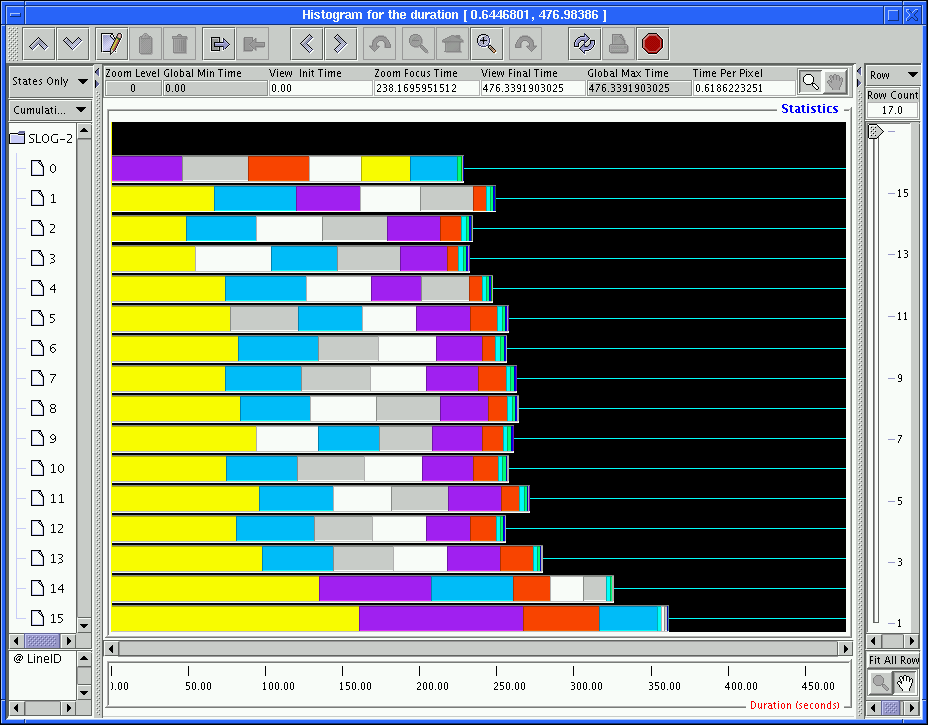 Histogram for the duration [ 0.6446801, 476.98386 ]
States Only
Cumulati...
Zoom Level Global Min Time View Init Time Zoom Focus Time View Final Time Global Max Time Time Per Pixel
0 0.00 0.00 238.1695951512 476.3391903025 476.3391903025 0.6186223251
Row
Row Count
17.0
Statistics
SLOG-2
0
1
2
3
4
5
6
7
8
9
10
11
12
13
14
15
15
13
11
9
7
5
3
1
@ LineID
Fit All Row
0.00 50.00 100.00 150.00 200.00 250.00 300.00 350.00 400.00 450.00
Duration (seconds)